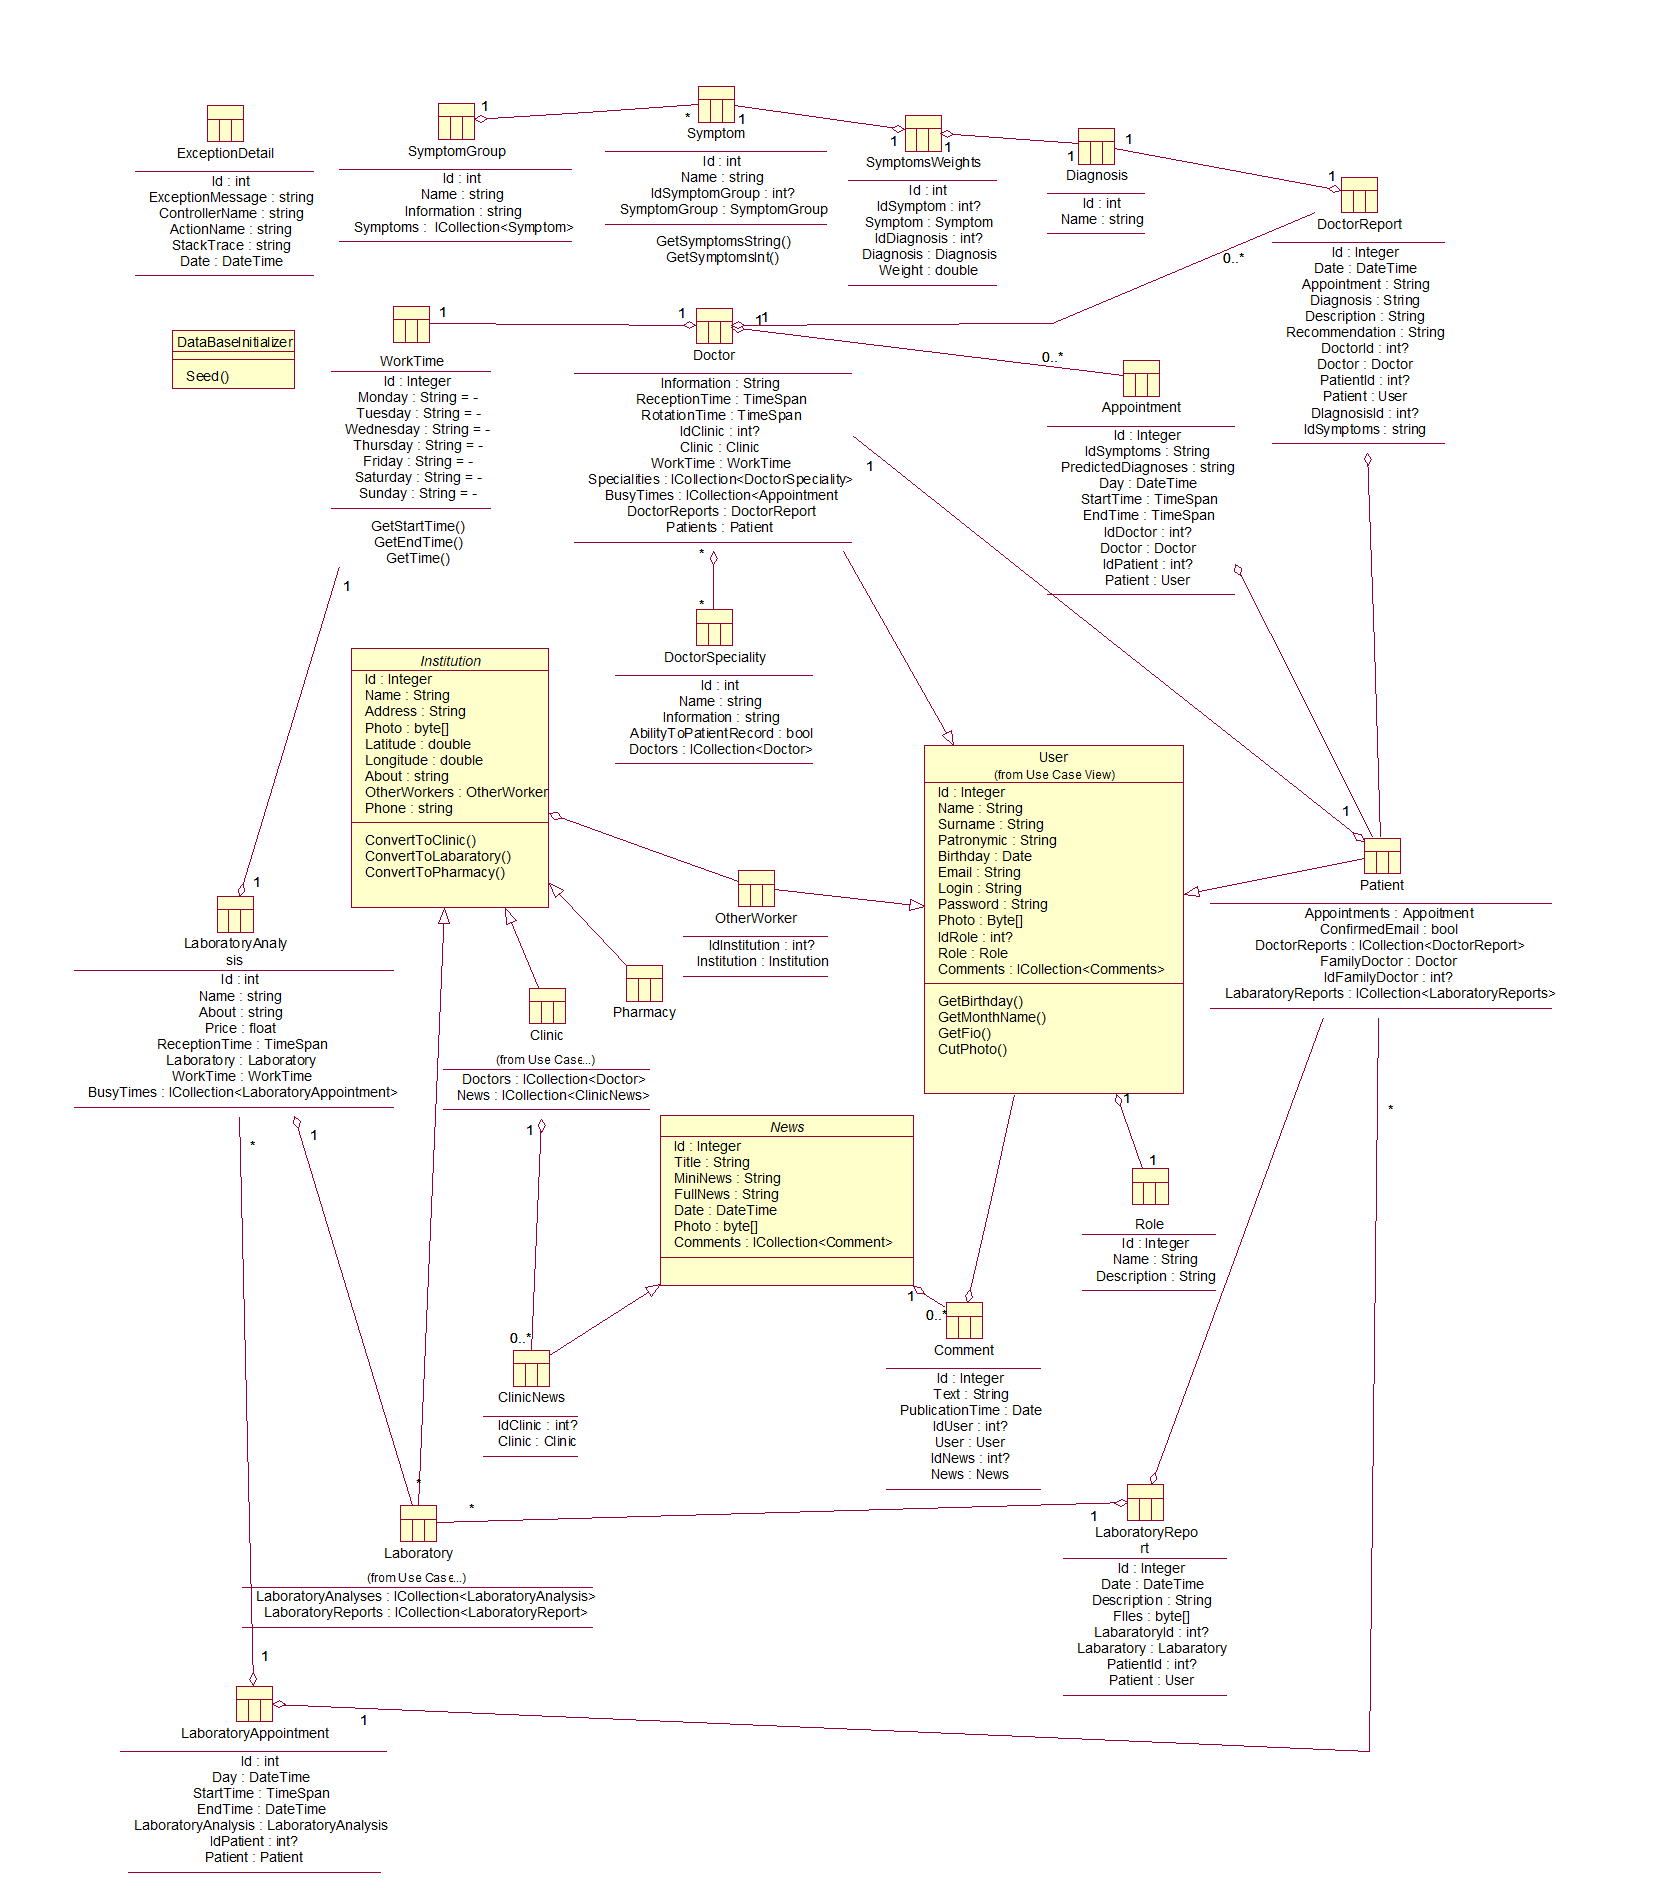 ExceptionDetail
Id : int
ExceptionMessage : string
ControllerName : string
ActionName : string
StackTrace : string
Date : DateTime
1
SymptomGroup
Id : int
Name : string
Information : string
Symptoms : ICollection<Symptom>
*
1
Symptom
Id : int
Name : string
IdSymptomGroup : int?
SymptomGroup : SymptomGroup
GetSymptomsString()
GetSymptomsInt()
1
1
SymptomsWeights
Id : int
IdSymptom : int?
Symptom : Symptom
IdDiagnosis : int?
Diagnosis : Diagnosis
Weight : double
1
1
Diagnosis
Id : int
Name : string
1
DoctorReport
0..*
Id : Integer
Date : DateTime
Appointment : String
Diagnosis : String
Description : String
Recommendation : String
DoctorId : int?
Doctor : Doctor
PatientId : int?
Patient : User
DIagnosisId : int?
IdSymptoms : string
DataBaseInitializer
Seed()
1
WorkTime
Id : Integer
Monday : String = -
Tuesday : String = -
Wednesday : String = -
Thursday : String = -
Friday : String = -
Saturday : String = -
Sunday : String = -
GetStartTime()
GetEndTime()
GetTime()
1
1
1
1
Doctor
Information : String
ReceptionTime : TimeSpan
RotationTime : TimeSpan
IdClinic : int?
Clinic : Clinic
WorkTime : WorkTime
Specialities : ICollection<DoctorSpeciality>
BusyTimes : ICollection<Appointment
DoctorReports : DoctorReport
Patients : Patient
1
*
*
0..*
Appointment
Id : Integer
IdSymptoms : String
PredictedDiagnoses : string
Day : DateTime
StartTime : TimeSpan
EndTime : TimeSpan
IdDoctor : int?
Doctor : Doctor
IdPatient : int?
Patient : User
DoctorSpeciality
Id : int
Name : string
Information : string
AbilityToPatientRecord : bool
Doctors : ICollection<Doctor>
Institution
Id : Integer
Name : String
Address : String
Photo : byte[]
Latitude : double
Longitude : double
About : string
OtherWorkers : OtherWorker
Phone : string
ConvertToClinic()
ConvertToLabaratory()
ConvertToPharmacy()
User
(from Use Case View)
Id : Integer
Name : String
Surname : String
Patronymic : String
Birthday : Date
Email : String
Login : String
Password : String
Photo : Byte[]
IdRole : int?
Role : Role
Comments : ICollection<Comments>
GetBirthday()
GetMonthName()
GetFio()
CutPhoto()
1
1
Patient
Appointments : Appoitment
ConfirmedEmail : bool
DoctorReports : ICollection<DoctorReport>
FamilyDoctor : Doctor
IdFamilyDoctor : int?
LabaratoryReports : ICollection<LaboratoryReports>
*
OtherWorker
IdInstitution : int?
Institution : Institution
1
LaboratoryAnaly
sis
Id : int
Name : string
About : string
Price : float
ReceptionTime : TimeSpan
Laboratory : Laboratory
WorkTime : WorkTime
BusyTimes : ICollection<LaboratoryAppointment>
*
1
Pharmacy
Clinic
(from Use Case...)
Doctors : ICollection<Doctor>
News : ICollection<ClinicNews>
1
0..*
News
Id : Integer
Title : String
MiniNews : String
FullNews : String
Date : DateTime
Photo : byte[]
Comments : ICollection<Comment>
1
0..*
1
Role
Id : Integer
Name : String
Description : String
ClinicNews
IdClinic : int?
Clinic : Clinic
Comment
Id : Integer
Text : String
PublicationTime : Date
IdUser : int?
User : User
IdNews : int?
News : News
*
*
Laboratory
(from Use Case...)
LaboratoryAnalyses : ICollection<LaboratoryAnalysis>
LaboratoryReports : ICollection<LaboratoryReport>
1
LaboratoryRepo
rt
Id : Integer
Date : DateTime
Description : String
FIles : byte[]
LabaratoryId : int?
Labaratory : Labaratory
PatientId : int?
Patient : User
1
1
LaboratoryAppointment
Id : int
Day : DateTime
StartTime : TimeSpan
EndTime : DateTime
LaboratoryAnalysis : LaboratoryAnalysis
IdPatient : int?
Patient : Patient